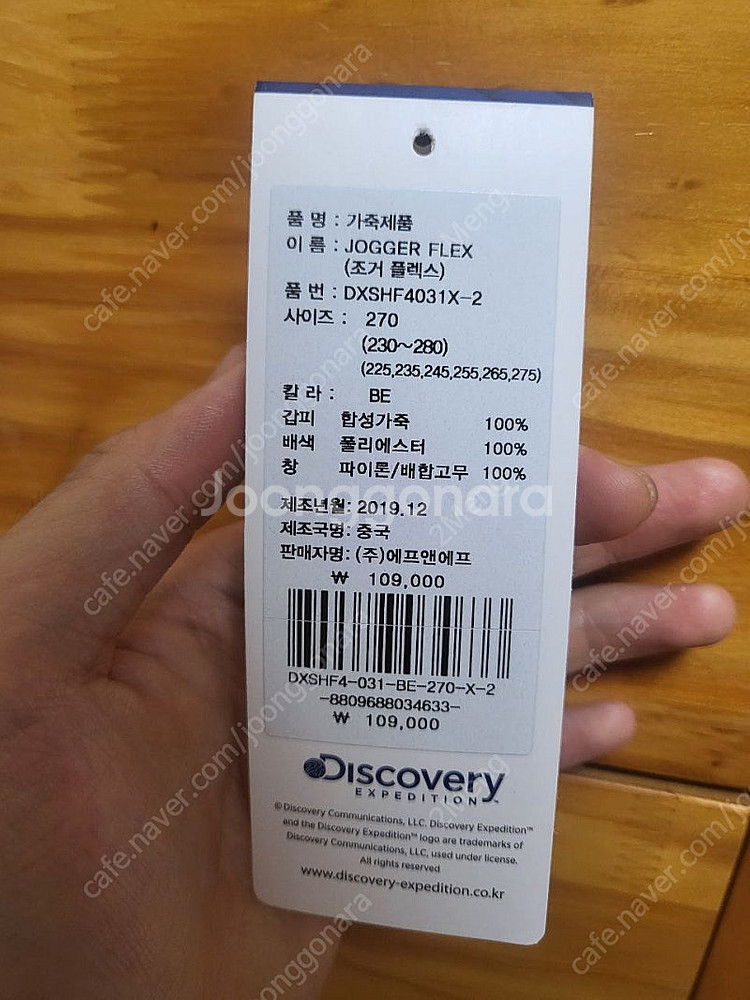 품 명 : 가죽제품
이 름 : JOGGER FLEX
(조거 플렉스)
품 번 : DXSHF4031X-2
사이즈 : 270
(230~280)
(225,235,245,255,265,275)
칼 라 : BE
갑피 합성가죽 100%
배색 폴리에스터 100%
창 파이론/배합고무 100%
Joonggonara
제조년월: 2019.12
제조국명: 중국
판매자명: (주)에프앤에프
₩ 109,000
DXSHF4-031-BE-270-X-2
-8809688034633-
₩ 109,000
DISCOVERY
EXPEDITION™
©Discovery Communications, LLC. Discovery Expedition™
and the Discovery Expedition™ logo are trademarks of
Discovery Communications, LLC, used under license.
All rights reserved
www.discovery-expedition.co.kr
cafe.naver.com/joonggonara
2Meng